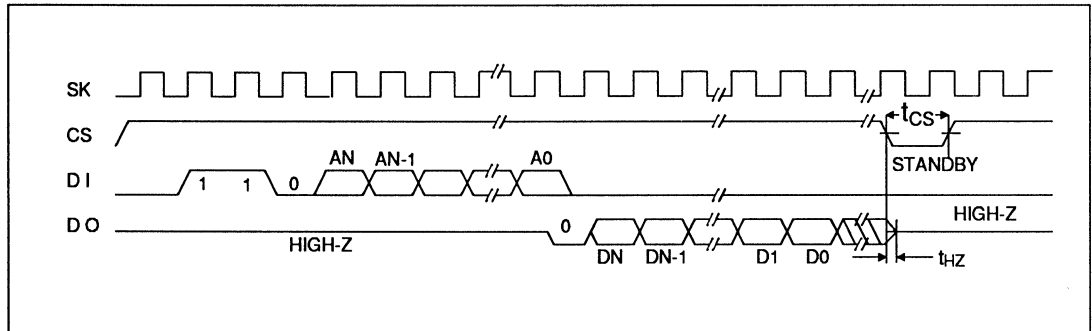 SK
CS
tCS
STANDBY
DI
1 1 0 AN AN-1 A0
DO
HIGH-Z
0 DN DN-1 D1 D0
HIGH-Z
tHZ